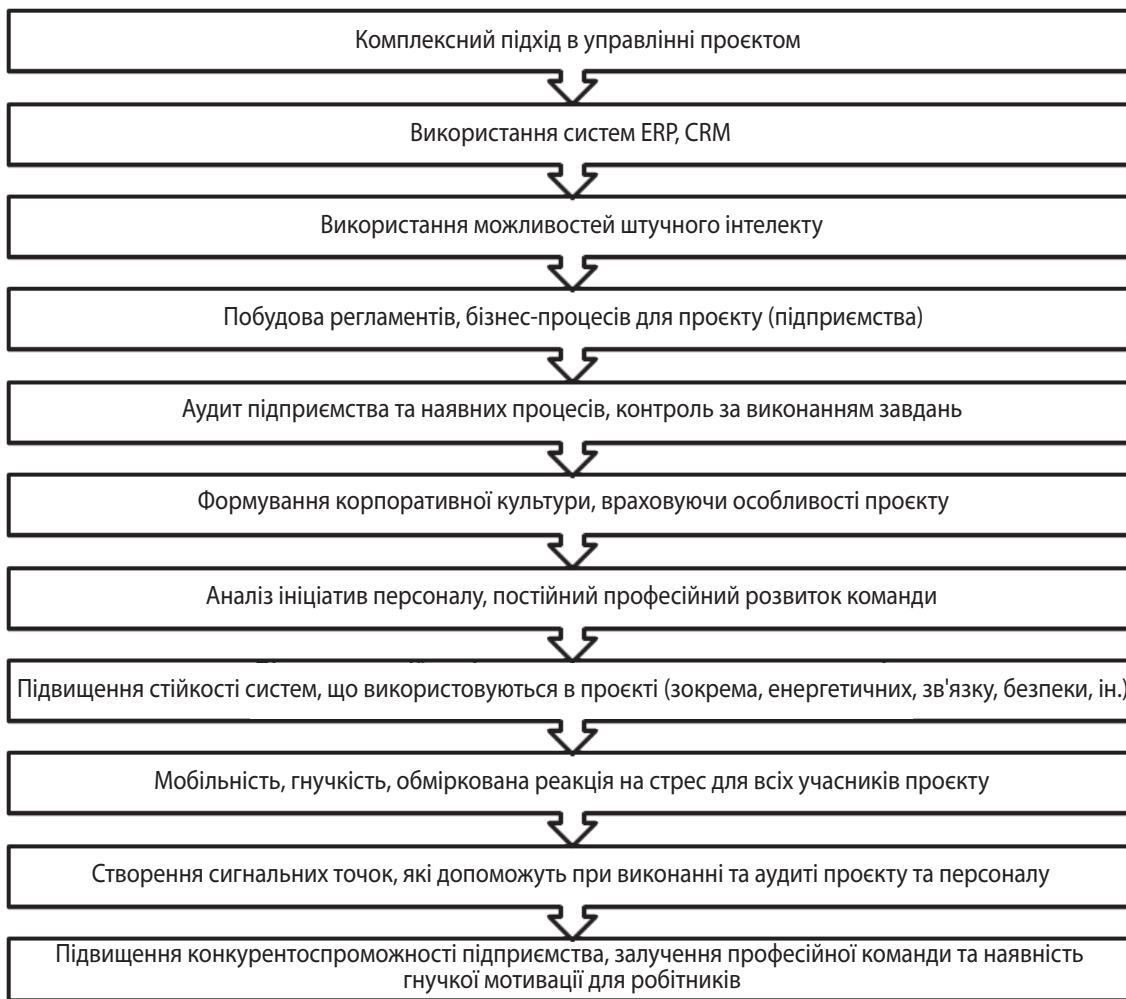 Комплексний підхід в управлінні проєктом
Використання систем ERP, CRM
Використання можливостей штучного інтелекту
Побудова регламентів, бізнес-процесів для проєкту (підприємства)
Аудит підприємства та наявних процесів, контроль за виконанням завдань
Формування корпоративної культури, враховуючи особливості проєкту
Аналіз ініціатив персоналу, постійний професійний розвиток команди
Підвищення стійкості систем, що використовуються в проєкті (зокрема, енергетичних, зв'язку, безпеки, ін.)
Мобільність, гнучкість, обміркована реакція на стрес для всіх учасників проєкту
Створення сигнальних точок, які допоможуть при виконанні та аудиті проєкту та персоналу
Підвищення конкурентоспроможності підприємства, залучення професійної команди та наявність
гнучкої мотивації для робітників